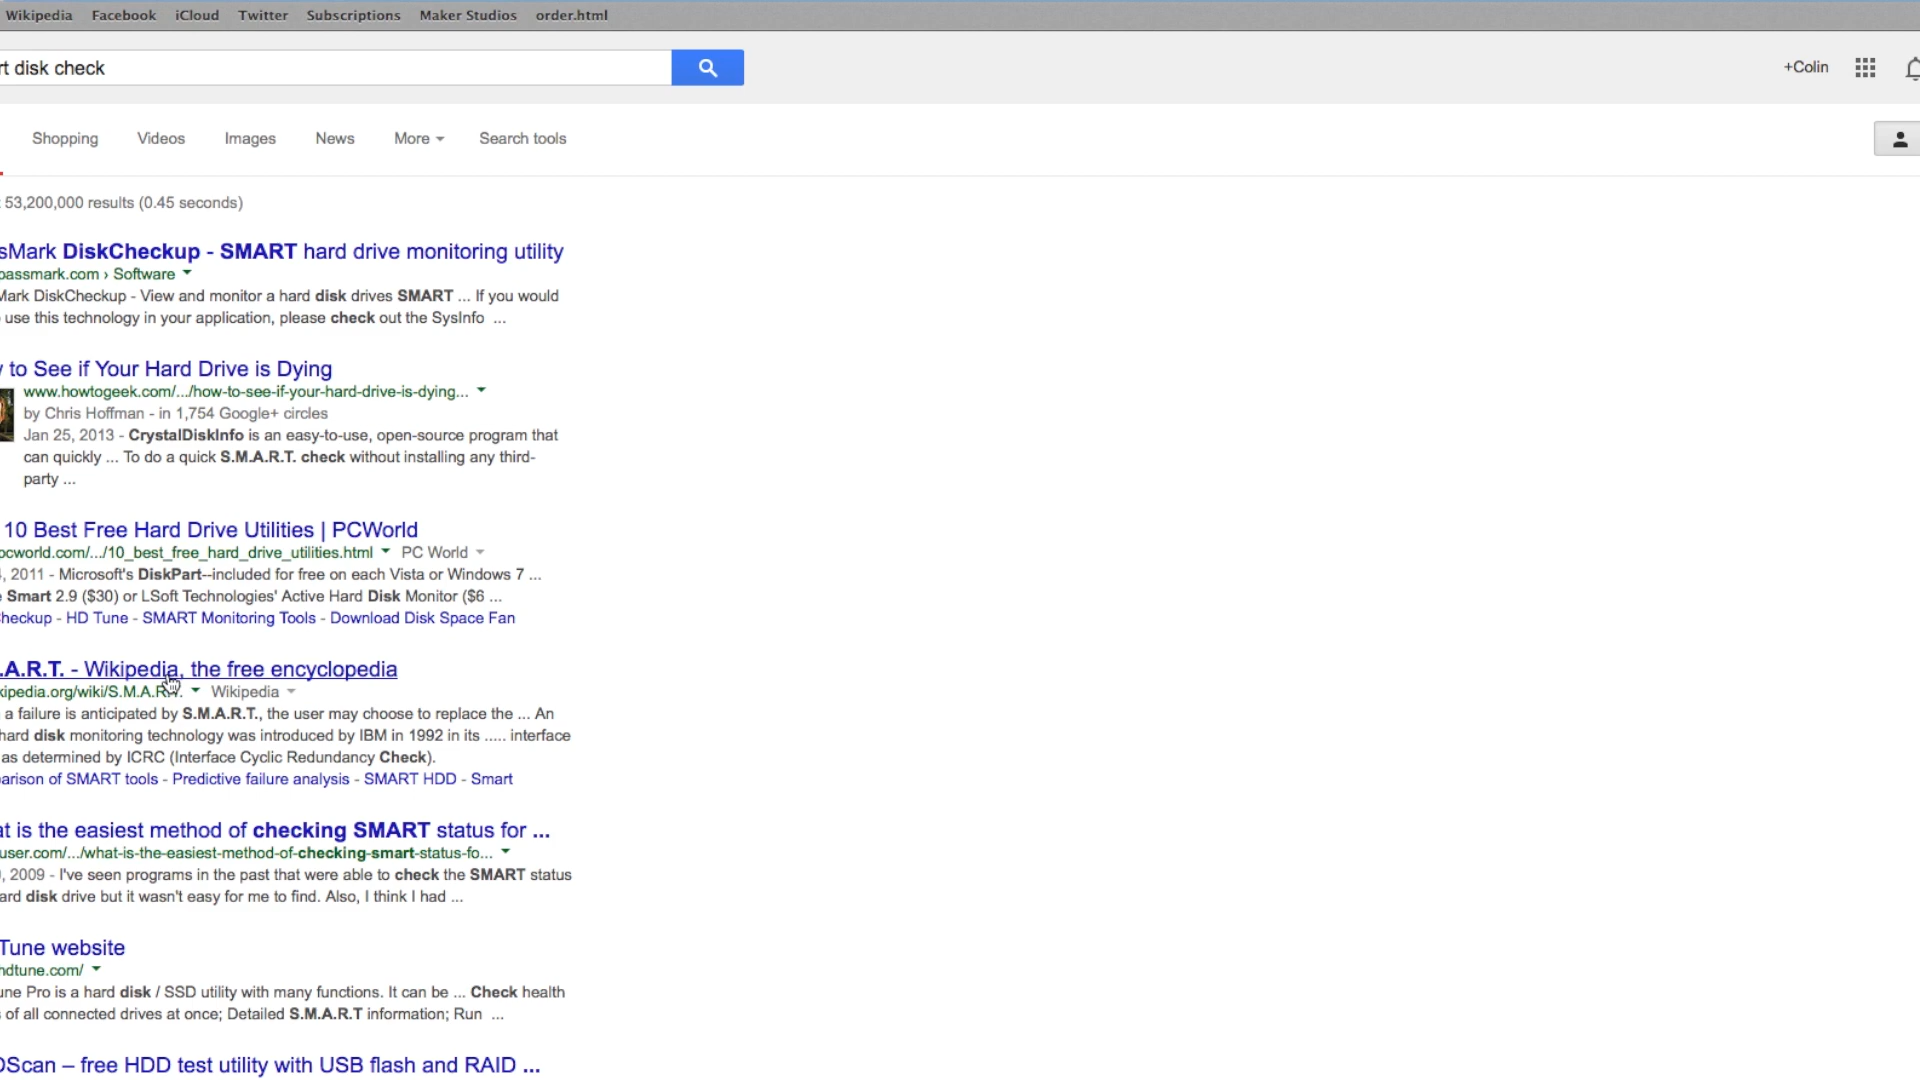 Wikipedia Facebook iCloud Twitter Subscriptions Maker Studios order.html
rt disk check
+Colin
Shopping Videos Images News More Search tools
53,200,000 results (0.45 seconds)
sMark DiskCheckup - SMART hard drive monitoring utility
passmark.com › Software
Mark DiskCheckup - View and monitor a hard disk drives SMART ... If you would
use this technology in your application, please check out the SysInfo ...
to See if Your Hard Drive is Dying
www.howtogeek.com/.../how-to-see-if-your-hard-drive-is-dying...
by Chris Hoffman - in 1,754 Google+ circles
Jan 25, 2013 - CrystalDiskInfo is an easy-to-use, open-source program that
can quickly ... To do a quick S.M.A.R.T. check without installing any third-
party ...
10 Best Free Hard Drive Utilities | PCWorld
pcworld.com/.../10_best_free_hard_drive_utilities.html PC World
, 2011 - Microsoft's DiskPart--included for free on each Vista or Windows 7 ...
Smart 2.9 ($30) or LSoft Technologies' Active Hard Disk Monitor ($6 ...
heckup - HD Tune - SMART Monitoring Tools - Download Disk Space Fan
.A.R.T. - Wikipedia, the free encyclopedia
kipedia.org/wiki/S.M.A.R.T. Wikipedia
a failure is anticipated by S.M.A.R.T., the user may choose to replace the ... An
hard disk monitoring technology was introduced by IBM in 1992 in its ..... interface
as determined by ICRC (Interface Cyclic Redundancy Check).
arison of SMART tools - Predictive failure analysis - SMART HDD - Smart
at is the easiest method of checking SMART status for ...
user.com/.../what-is-the-easiest-method-of-checking-smart-status-fo...
, 2009 - I've seen programs in the past that were able to check the SMART status
ard disk drive but it wasn't easy for me to find. Also, I think I had ...
Tune website
hdtune.com/
une Pro is a hard disk / SSD utility with many functions. It can be ... Check health
of all connected drives at once; Detailed S.M.A.R.T information; Run ...
DScan – free HDD test utility with USB flash and RAID ...